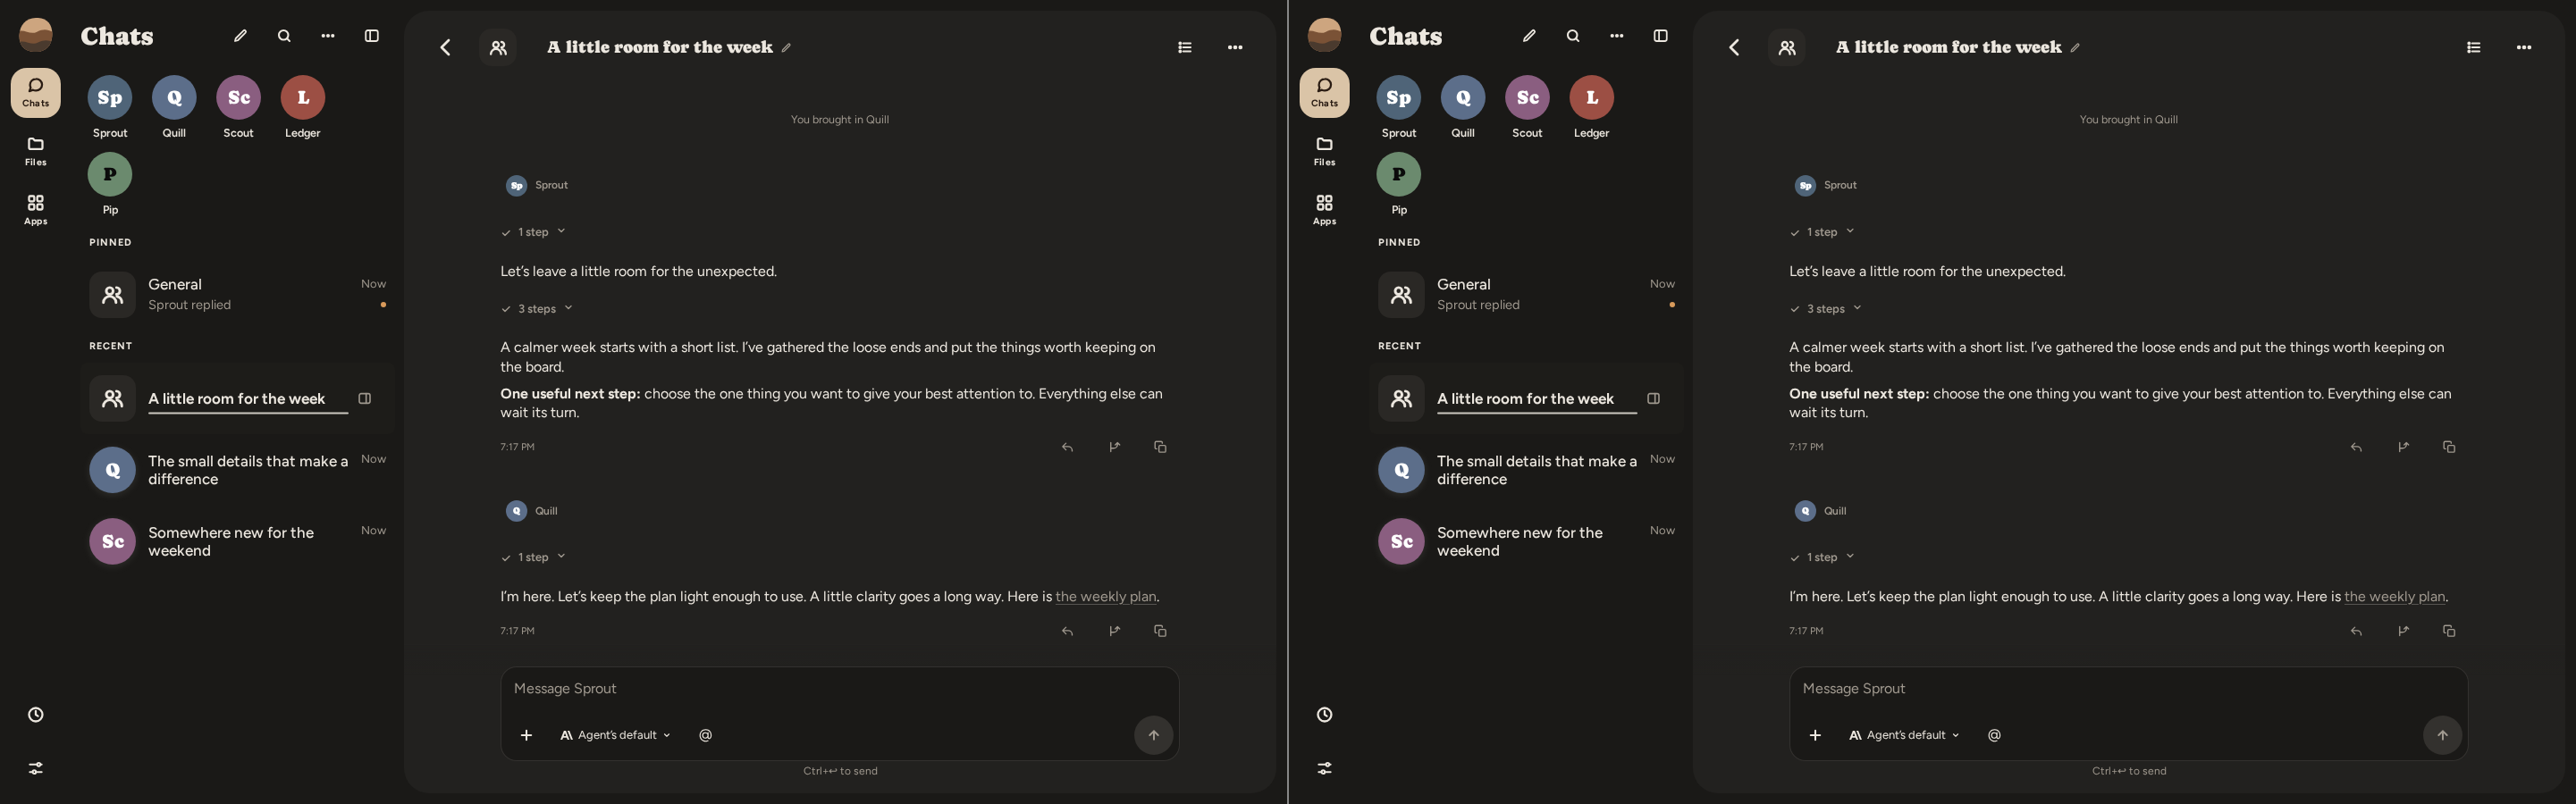 Chats
Chats
Files
Apps
Sp
Q
Sc
L
Sprout
Quill
Scout
Ledger
P
Pip
PINNED
General
Now
Sprout replied
RECENT
A little room for the week
Q
The small details that make a
difference
Now
Sc
Somewhere new for the
weekend
Now
A little room for the week
You brought in Quill
Sp
Sprout
1 step
Let’s leave a little room for the unexpected.
3 steps
A calmer week starts with a short list. I’ve gathered the loose ends and put the things worth keeping on
the board.
One useful next step: choose the one thing you want to give your best attention to. Everything else can
wait its turn.
7:17 PM
Q
Quill
1 step
I’m here. Let’s keep the plan light enough to use. A little clarity goes a long way. Here is the weekly plan.
7:17 PM
Message Sprout
A\ Agent’s default
@
Ctrl+↩ to send
Chats
Chats
Files
Apps
Sp
Q
Sc
L
Sprout
Quill
Scout
Ledger
P
Pip
PINNED
General
Now
Sprout replied
RECENT
A little room for the week
Q
The small details that make a
difference
Now
Sc
Somewhere new for the
weekend
Now
A little room for the week
You brought in Quill
Sp
Sprout
1 step
Let’s leave a little room for the unexpected.
3 steps
A calmer week starts with a short list. I’ve gathered the loose ends and put the things worth keeping on
the board.
One useful next step: choose the one thing you want to give your best attention to. Everything else can
wait its turn.
7:17 PM
Q
Quill
1 step
I’m here. Let’s keep the plan light enough to use. A little clarity goes a long way. Here is the weekly plan.
7:17 PM
Message Sprout
A\ Agent’s default
@
Ctrl+↩ to send